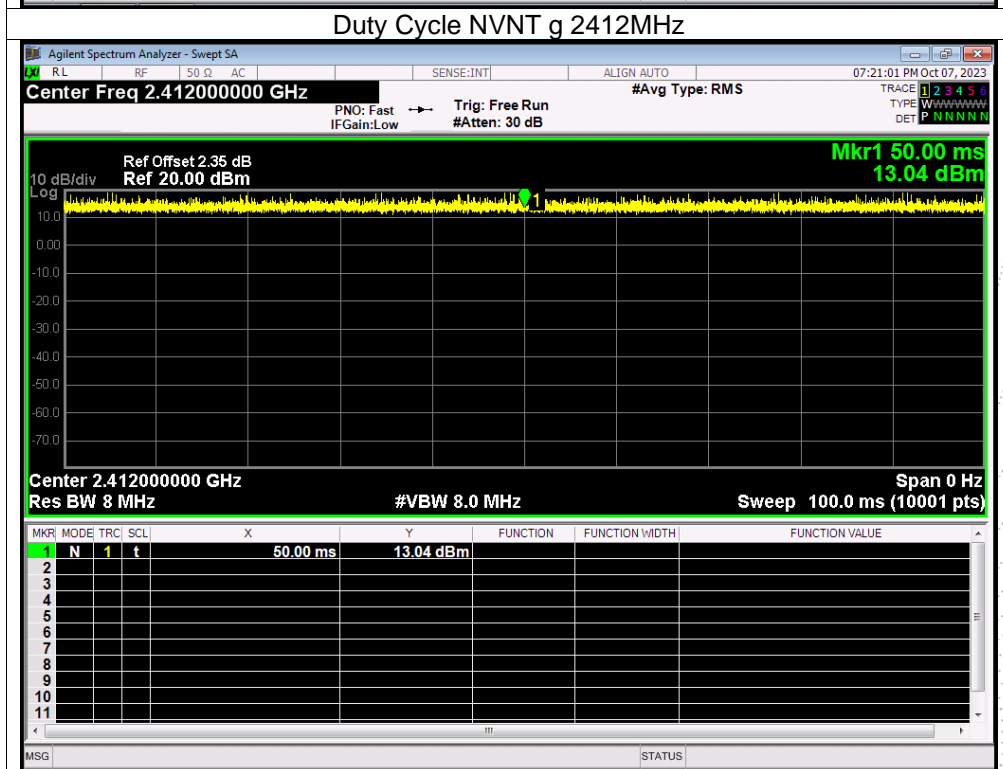 Duty Cycle NVNT g 2412MHz
Agilent Spectrum Analyzer - Swept SA
LXI RL RF 50 Ω AC SENSE:INT ALIGN AUTO 07:21:01 PM Oct 07, 2023
Center Freq 2.412000000 GHz #Avg Type: RMS TRACE 1 2 3 4 5 6
PNO: Fast Trig: Free Run TYPE WWWWWW
IFGain:Low #Atten: 30 dB DET P N N N N N
Mkr1 50.00 ms
Ref Offset 2.35 dB
10 dB/div Ref 20.00 dBm 13.04 dBm
Log
1
10.0
0.00
-10.0
-20.0
-30.0
-40.0
-50.0
-60.0
-70.0
Center 2.412000000 GHz Span 0 Hz
Res BW 8 MHz #VBW 8.0 MHz Sweep 100.0 ms (10001 pts)
MKR MODE TRC SCL X Y FUNCTION FUNCTION WIDTH FUNCTION VALUE
1 N 1 t 50.00 ms 13.04 dBm
2
3
4
5
6
7
8
9
10
11
MSG STATUS